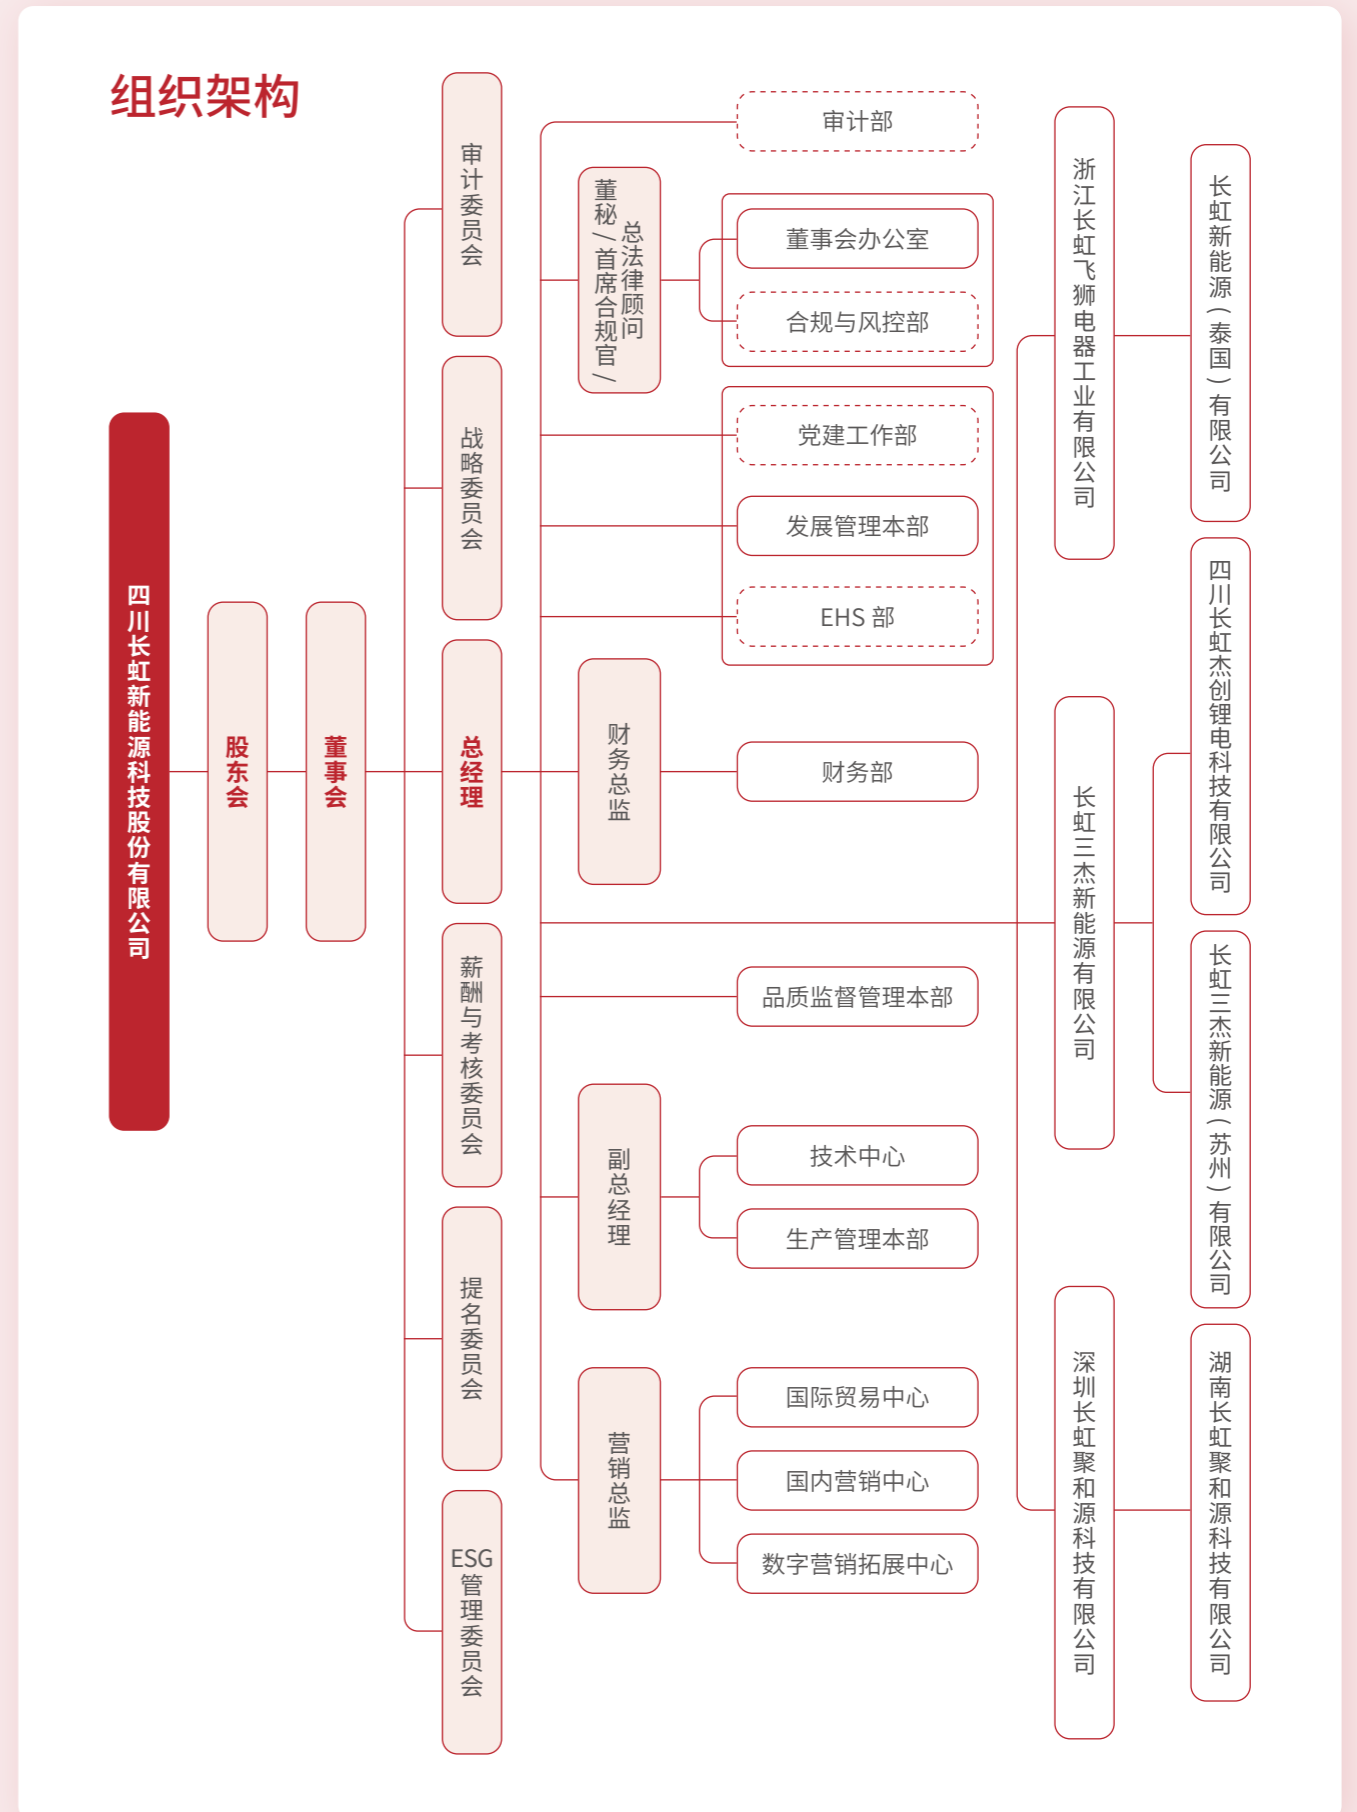 组织架构
四川长虹新能源科技股份有限公司
股东会
董事会
审计委员会
战略委员会
总经理
薪酬与考核委员会
提名委员会
ESG
管理委员会
董秘/首席合规官/
总法律顾问
财务总监
副总经理
营销总监
审计部
董事会办公室
合规与风控部
党建工作部
发展管理本部
EHS 部
财务部
品质监督管理本部
技术中心
生产管理本部
国际贸易中心
国内营销中心
数字营销拓展中心
浙江长虹飞狮电器工业有限公司
长虹三杰新能源有限公司
深圳长虹聚和源科技有限公司
长虹新能源(泰国)有限公司
四川长虹杰创锂电科技有限公司
长虹三杰新能源(苏州)有限公司
湖南长虹聚和源科技有限公司